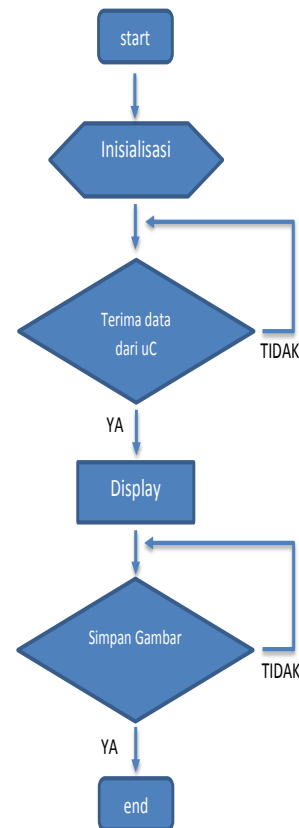 start
Inisialisasi
Terima data
dari uC
TIDAK
YA
Display
Simpan Gambar
TIDAK
YA
end